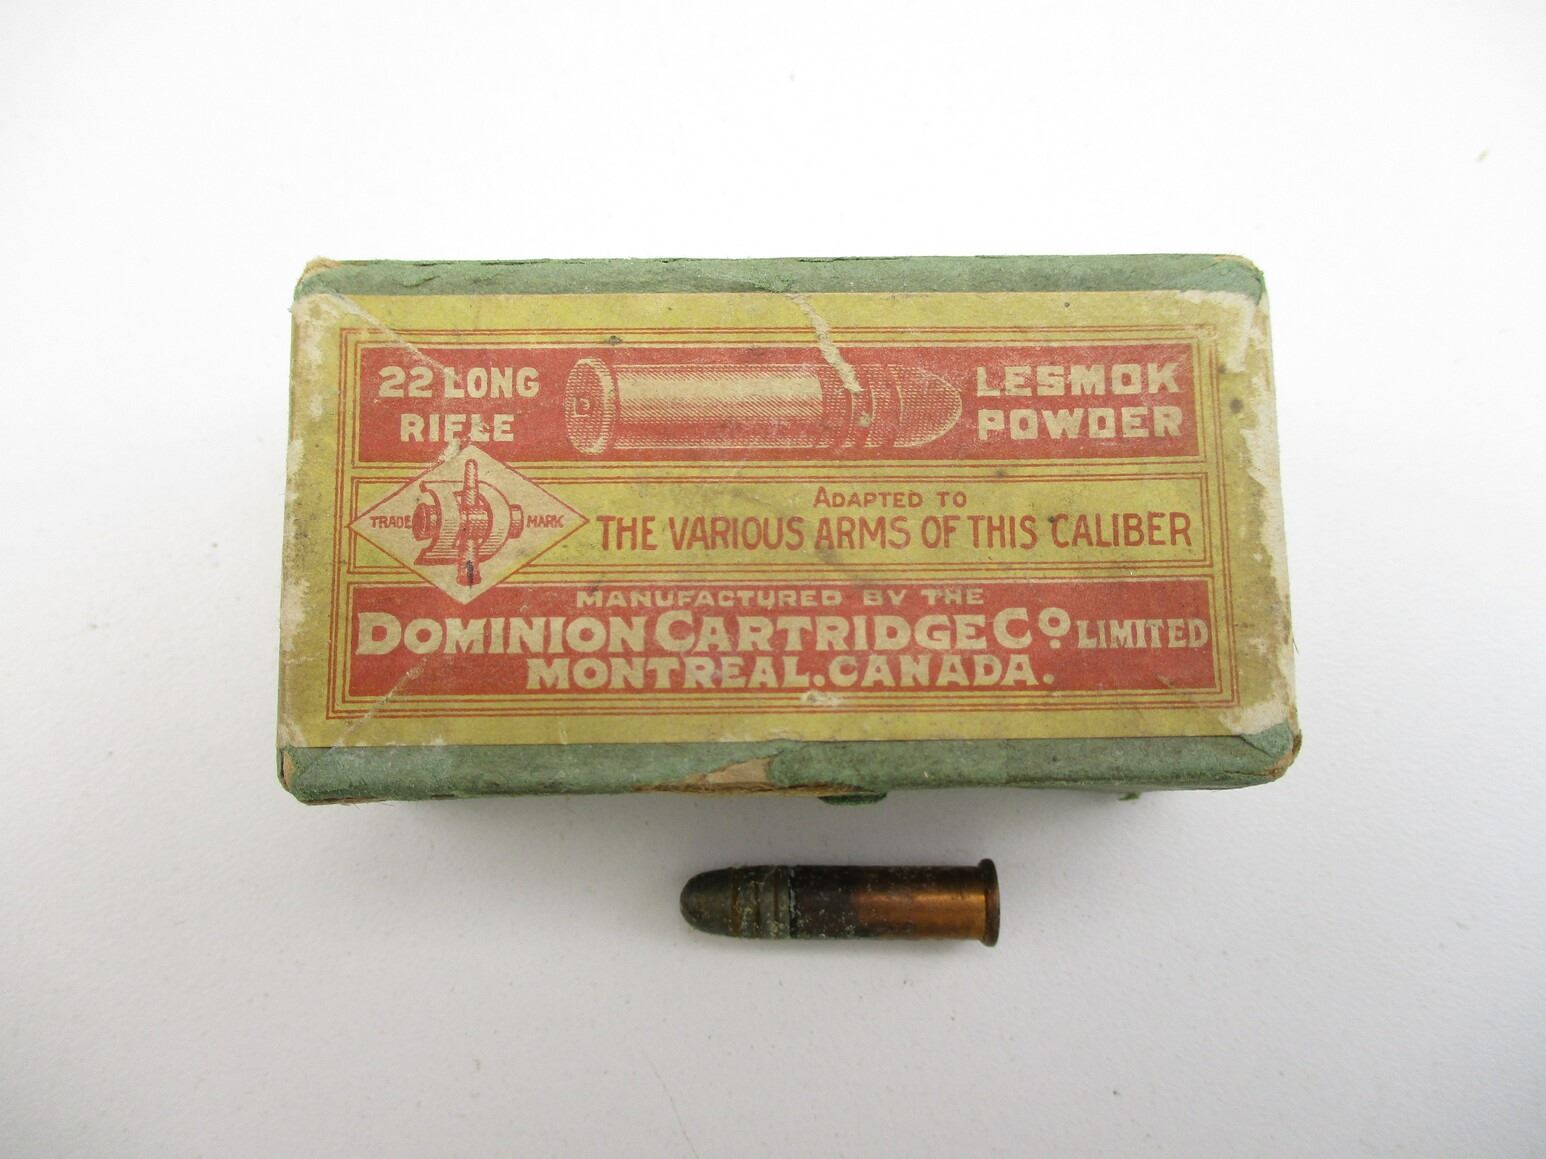 22 LONG
RIFLE
LESMOK
POWDER
D
TRADE MARK
ADAPTED TO
THE VARIOUS ARMS OF THIS CALIBER
MANUFACTURED BY THE
DOMINION CARTRIDGE Cº. LIMITED
MONTREAL. CANADA.